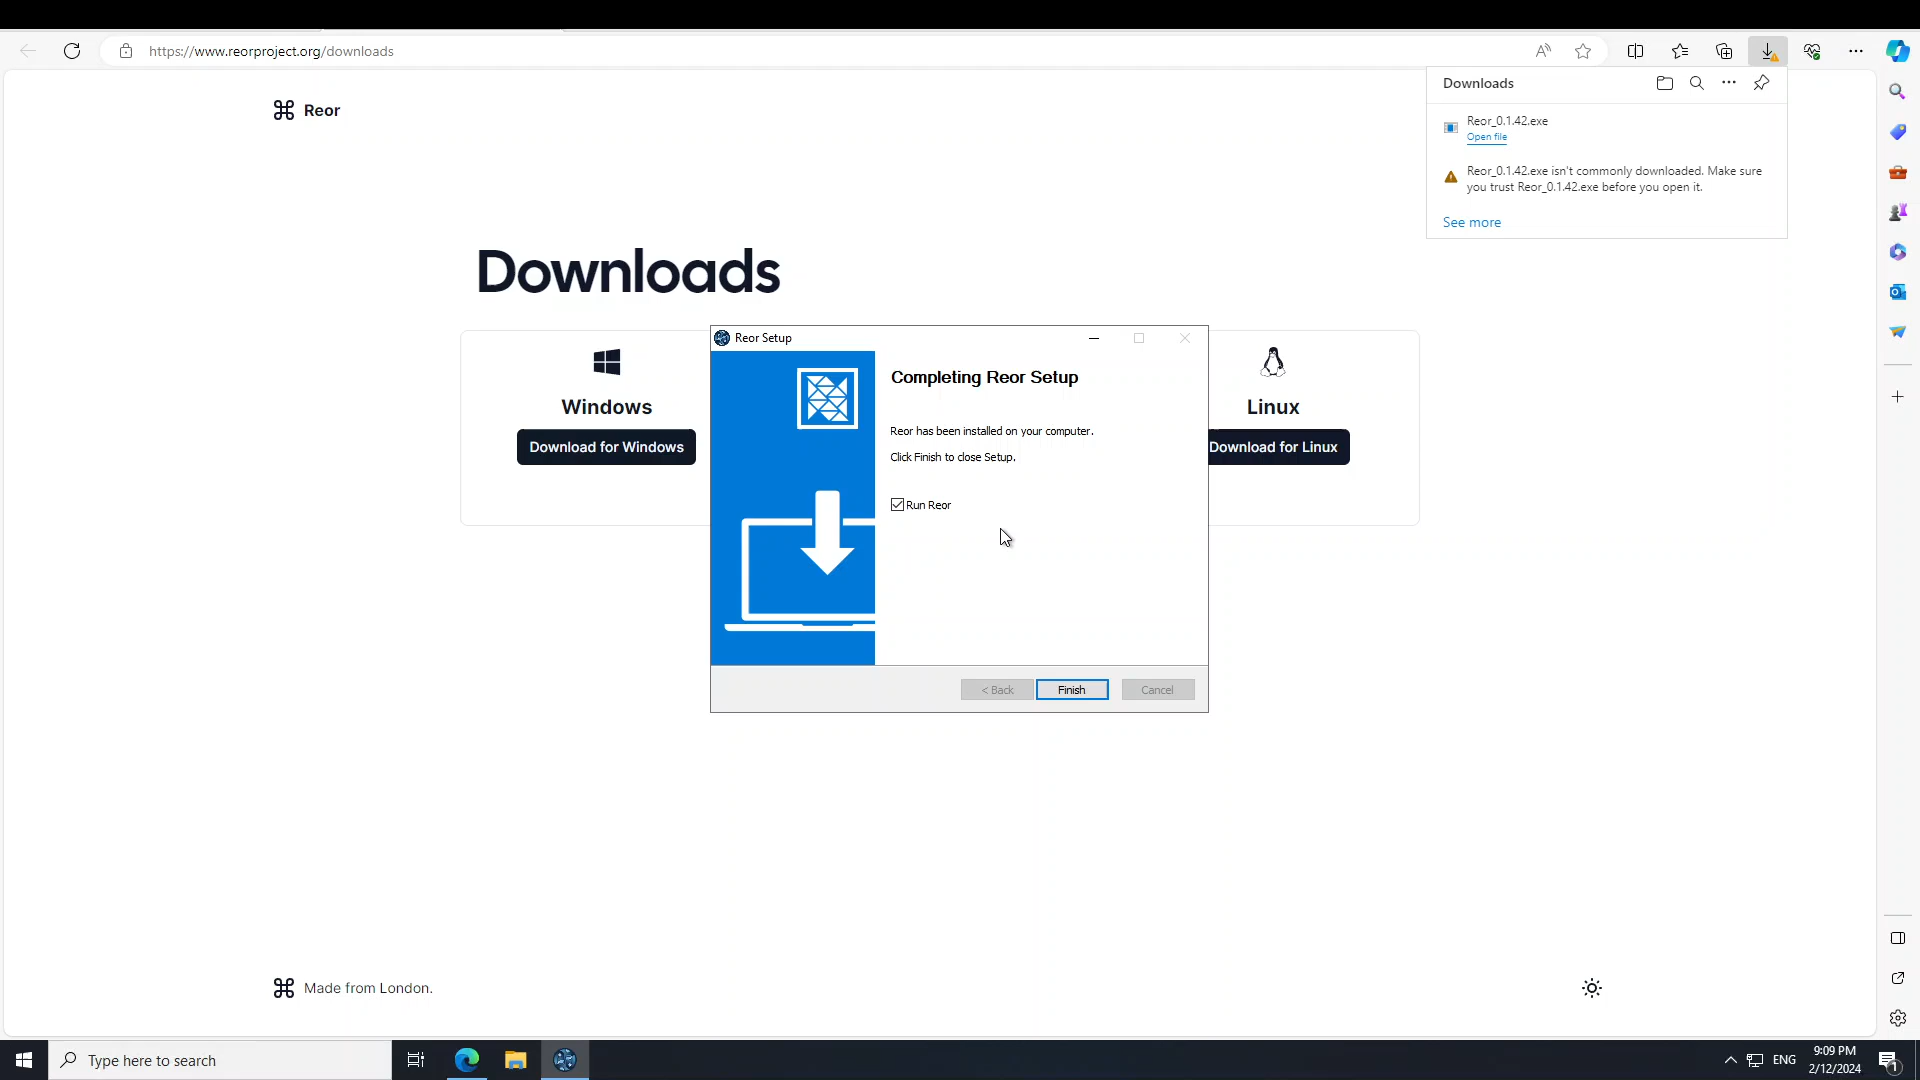 https://www.reorproject.org/downloads
Downloads
Reor_0.1.42.exe
Open file
Reor_0.1.42.exe isn't commonly downloaded. Make sure
you trust Reor_0.1.42.exe before you open it.
See more
Reor
Downloads
Windows
Download for Windows
Linux
Download for Linux
Reor Setup
Completing Reor Setup
Reor has been installed on your computer.
Click Finish to close Setup.
Run Reor
< Back
Finish
Cancel
Made from London.
Type here to search
ENG
9:09 PM
2/12/2024
1